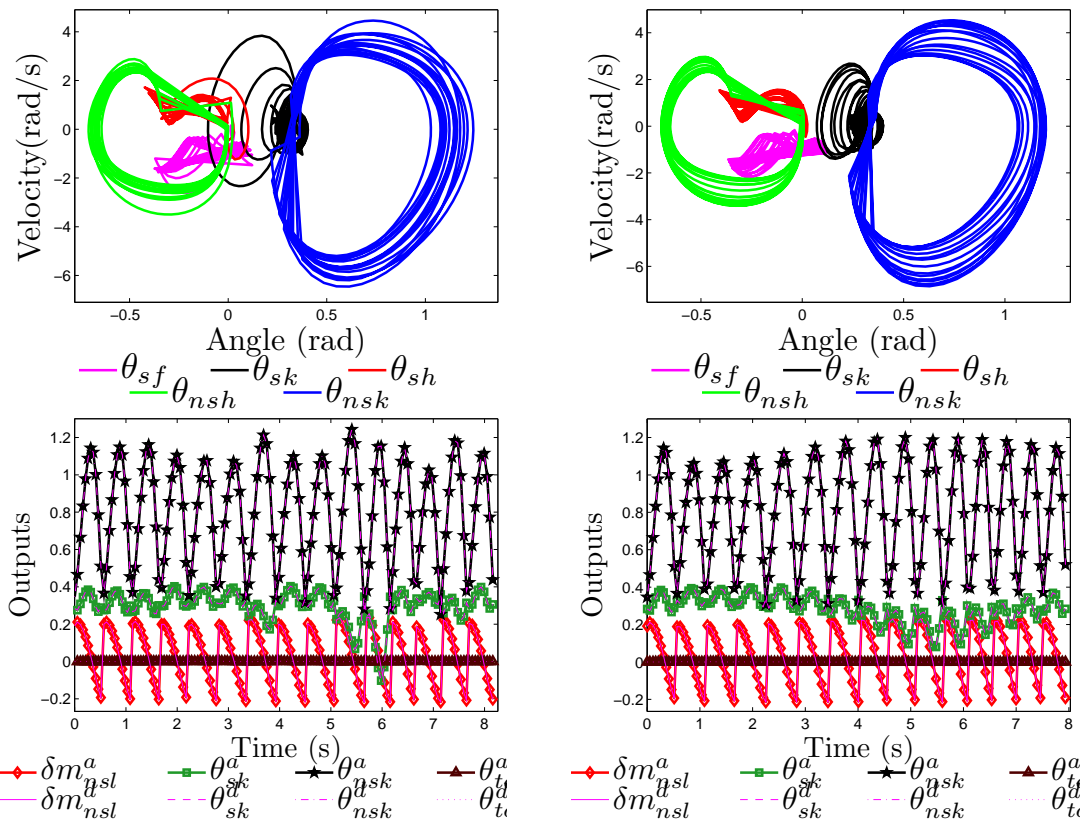 4
2
0
−2
−4
−6
Velocity(rad/s)
−0.5 0 0.5 1
Angle (rad)
θsf θsk θsh
θnsh θnsk
4
2
0
−2
−4
−6
Velocity(rad/s)
−0.5 0 0.5 1
Angle (rad)
θsf θsk θsh
θnsh θnsk
1.2
1
0.8
0.6
0.4
0.2
0
−0.2
Outputs
0 1 2 3 4 5 6 7 8
Time (s)
δm^a_nsl θ^a_sk θ^a_nsk
δm^d_nsl θ^d_sk θ^d_nsk
1.2
1
0.8
0.6
0.4
0.2
0
−0.2
Outputs
0 1 2 3 4 5 6 7 8
Time (s)
δm^a_nsl θ^a_sk θ^a_nsk
δm^d_nsl θ^d_sk θ^d_nsk